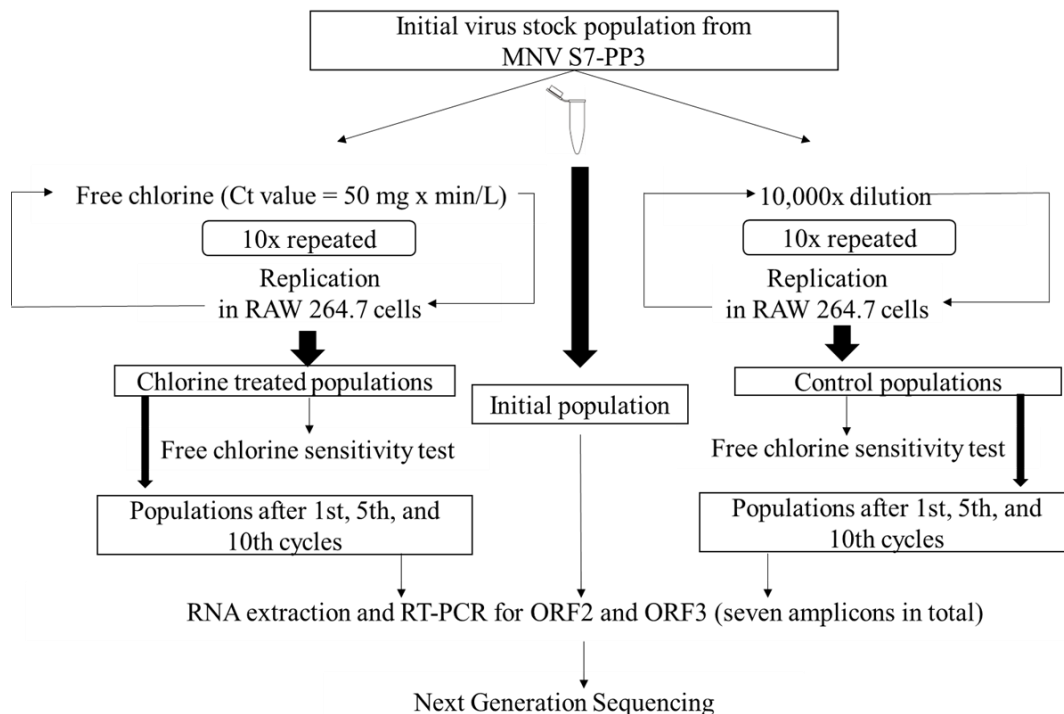 Initial virus stock population from
MNV S7-PP3
Free chlorine (Ct value = 50 mg x min/L)
10x repeated
Replication
in RAW 264.7 cells
Chlorine treated populations
Free chlorine sensitivity test
Populations after 1st, 5th, and
10th cycles
Initial population
10,000x dilution
10x repeated
Replication
in RAW 264.7 cells
Control populations
Free chlorine sensitivity test
Populations after 1st, 5th, and
10th cycles
RNA extraction and RT-PCR for ORF2 and ORF3 (seven amplicons in total)
Next Generation Sequencing